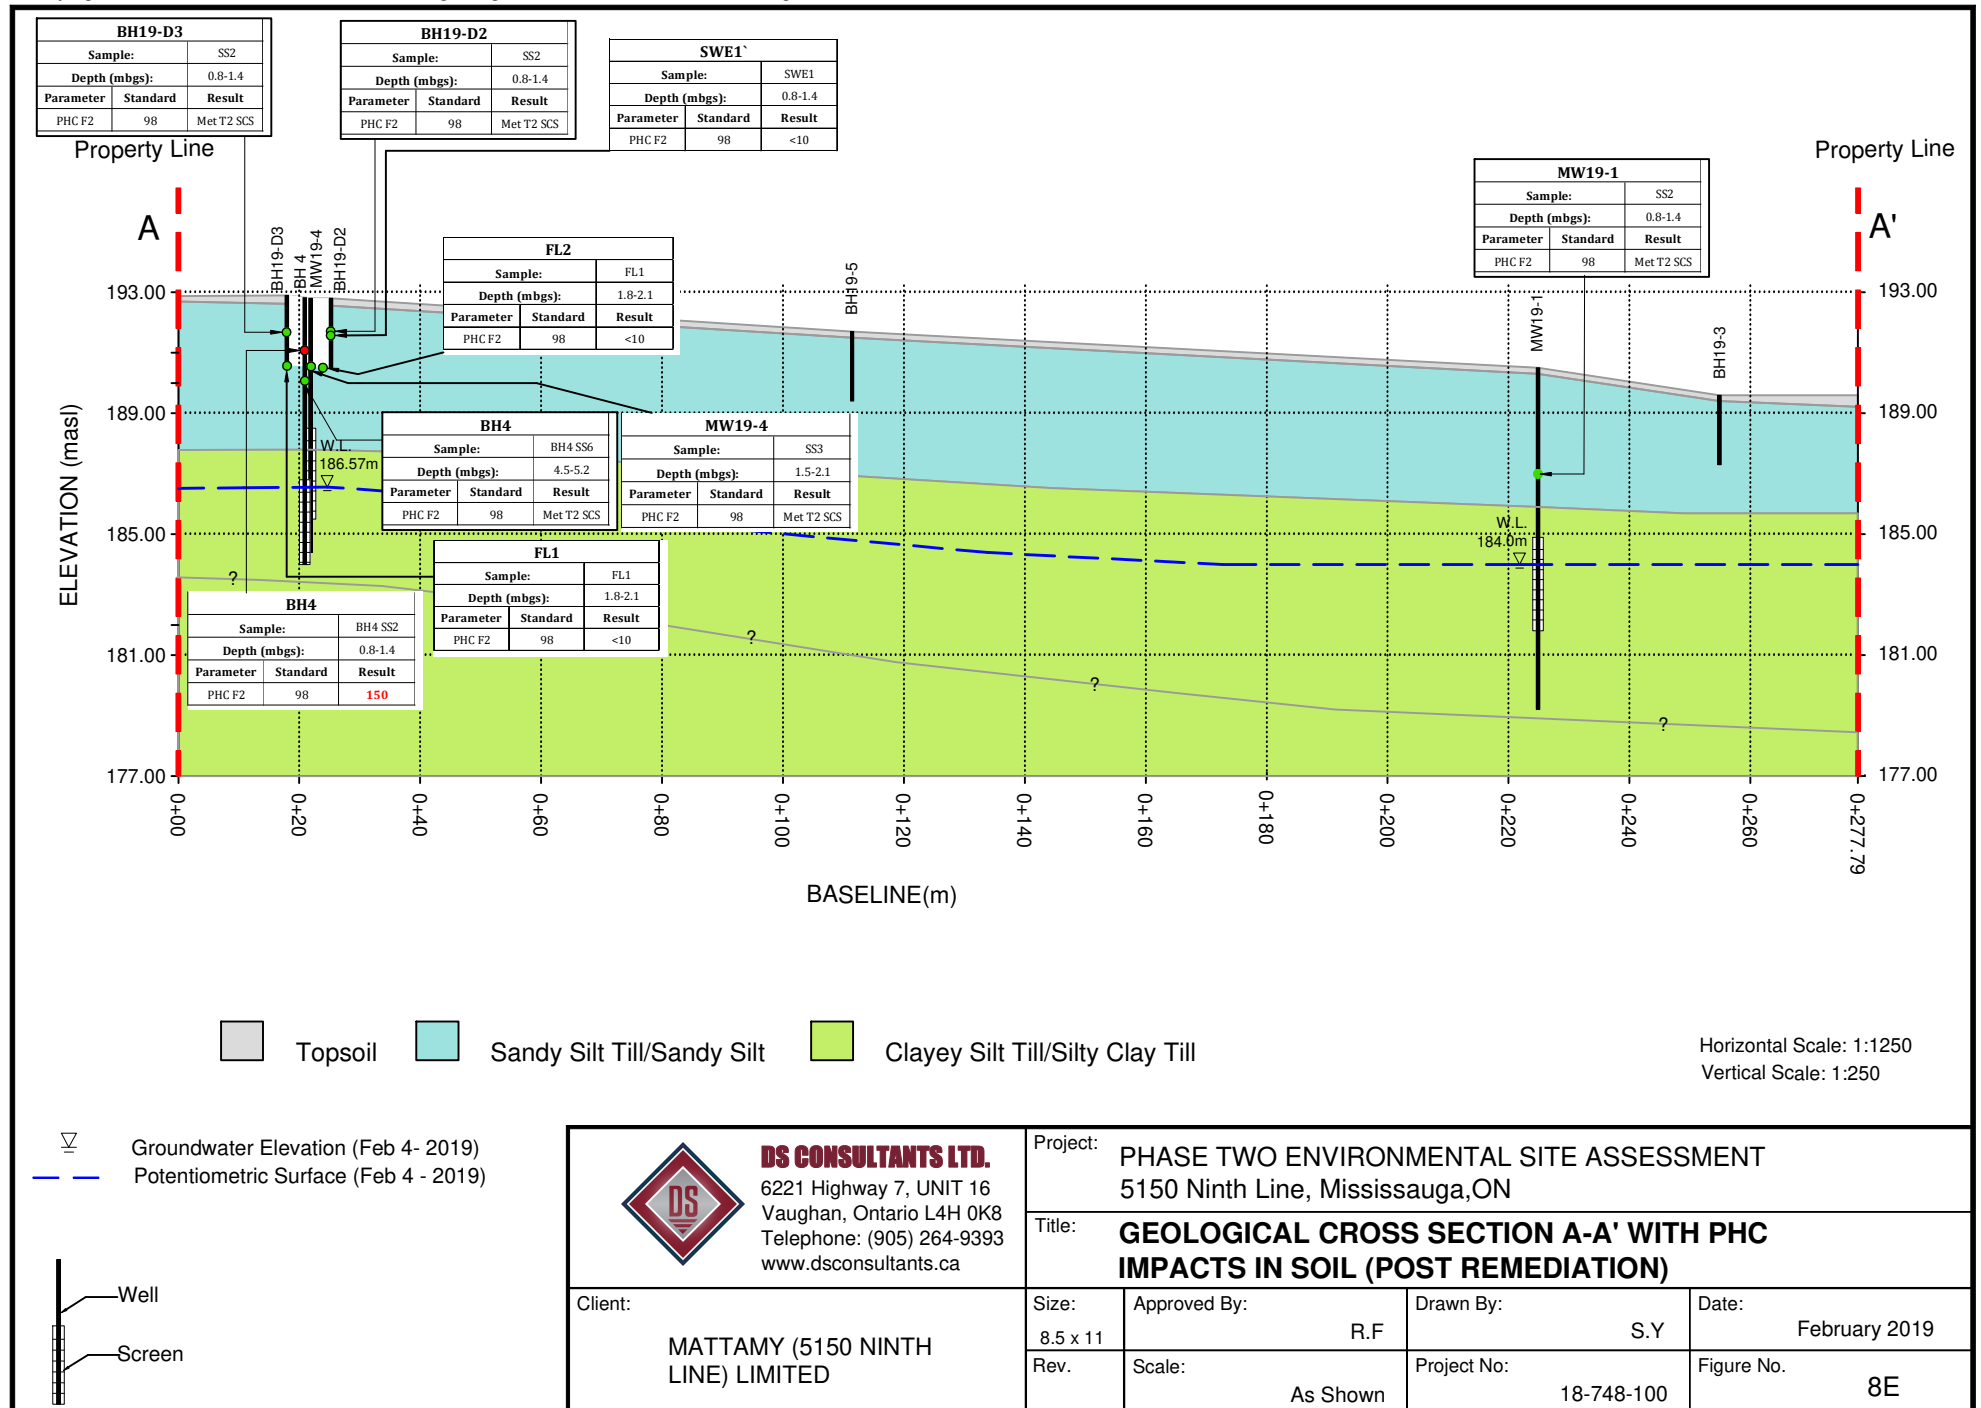 BH19-D3
Sample: SS2
Depth (mbgs): 0.8-1.4
Parameter Standard Result
PHC F2 98 Met T2 SCS
BH19-D2
Sample: SS2
Depth (mbgs): 0.8-1.4
Parameter Standard Result
PHC F2 98 Met T2 SCS
SWE1`
Sample: SWE1
Depth (mbgs): 0.8-1.4
Parameter Standard Result
PHC F2 98 <10
Property Line
Property Line
MW19-1
Sample: SS2
Depth (mbgs): 0.8-1.4
Parameter Standard Result
PHC F2 98 Met T2 SCS
A
A'
BH19-D3
BH 4
MW19-4
BH19-D2
FL2
Sample: FL1
Depth (mbgs): 1.8-2.1
Parameter Standard Result
PHC F2 98 <10
BH19-5
MW19-1
BH19-3
193.00
189.00
185.00
181.00
177.00
193.00
189.00
185.00
181.00
177.00
ELEVATION (masl)
W.L.
186.57m
BH4
Sample: BH4 SS6
Depth (mbgs): 4.5-5.2
Parameter Standard Result
PHC F2 98 Met T2 SCS
MW19-4
Sample: SS3
Depth (mbgs): 1.5-2.1
Parameter Standard Result
PHC F2 98 Met T2 SCS
W.L.
184.0m
FL1
Sample: FL1
Depth (mbgs): 1.8-2.1
Parameter Standard Result
PHC F2 98 <10
?
BH4
Sample: BH4 SS2
Depth (mbgs): 0.8-1.4
Parameter Standard Result
PHC F2 98 150
?
?
?
0+00
0+20
0+40
0+60
0+80
0+100
0+120
0+140
0+180
0+200
0+220
0+240
0+260
0+277.79
BASELINE(m)
Topsoil
Sandy Silt Till/Sandy Silt
Clayey Silt Till/Silty Clay Till
Horizontal Scale: 1:1250
Vertical Scale: 1:250
Groundwater Elevation (Feb 4- 2019)
Potentiometric Surface (Feb 4 - 2019)
Well
Screen
DS
DS CONSULTANTS LTD.
6221 Highway 7, UNIT 16
Vaughan, Ontario L4H 0K8
Telephone: (905) 264-9393
www.dsconsultants.ca
Project:
PHASE TWO ENVIRONMENTAL SITE ASSESSMENT
5150 Ninth Line, Mississauga,ON
Title:
GEOLOGICAL CROSS SECTION A-A' WITH PHC
IMPACTS IN SOIL (POST REMEDIATION)
Client:
MATTAMY (5150 NINTH
LINE) LIMITED
Size:
8.5 x 11
Approved By:
R.F
Drawn By:
S.Y
Date:
February 2019
Rev.
Scale:
As Shown
Project No:
18-748-100
Figure No.
8E